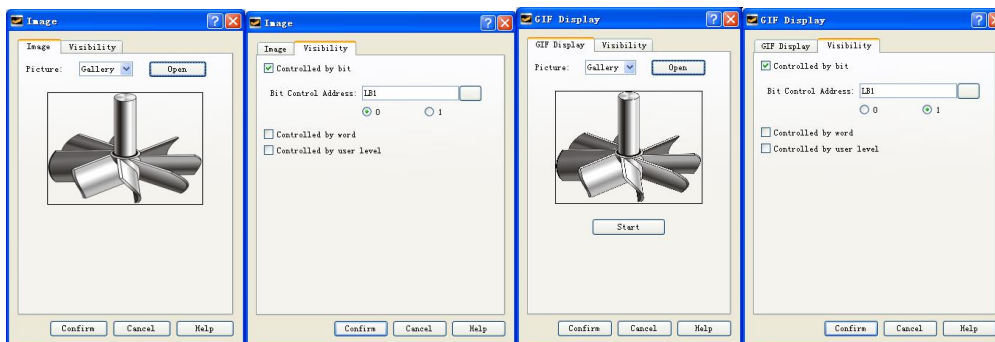 Image
Image Visibility
Picture: Gallery Open
Confirm Cancel Help
Image
Image Visibility
Controlled by bit
Bit Control Address: LB1
0 1
Controlled by word
Controlled by user level
Confirm Cancel Help
GIF Display
GIF Display Visibility
Picture: Gallery Open
Start
Confirm Cancel Help
GIF Display
GIF Display Visibility
Controlled by bit
Bit Control Address: LB1
0 1
Controlled by word
Controlled by user level
Confirm Cancel Help